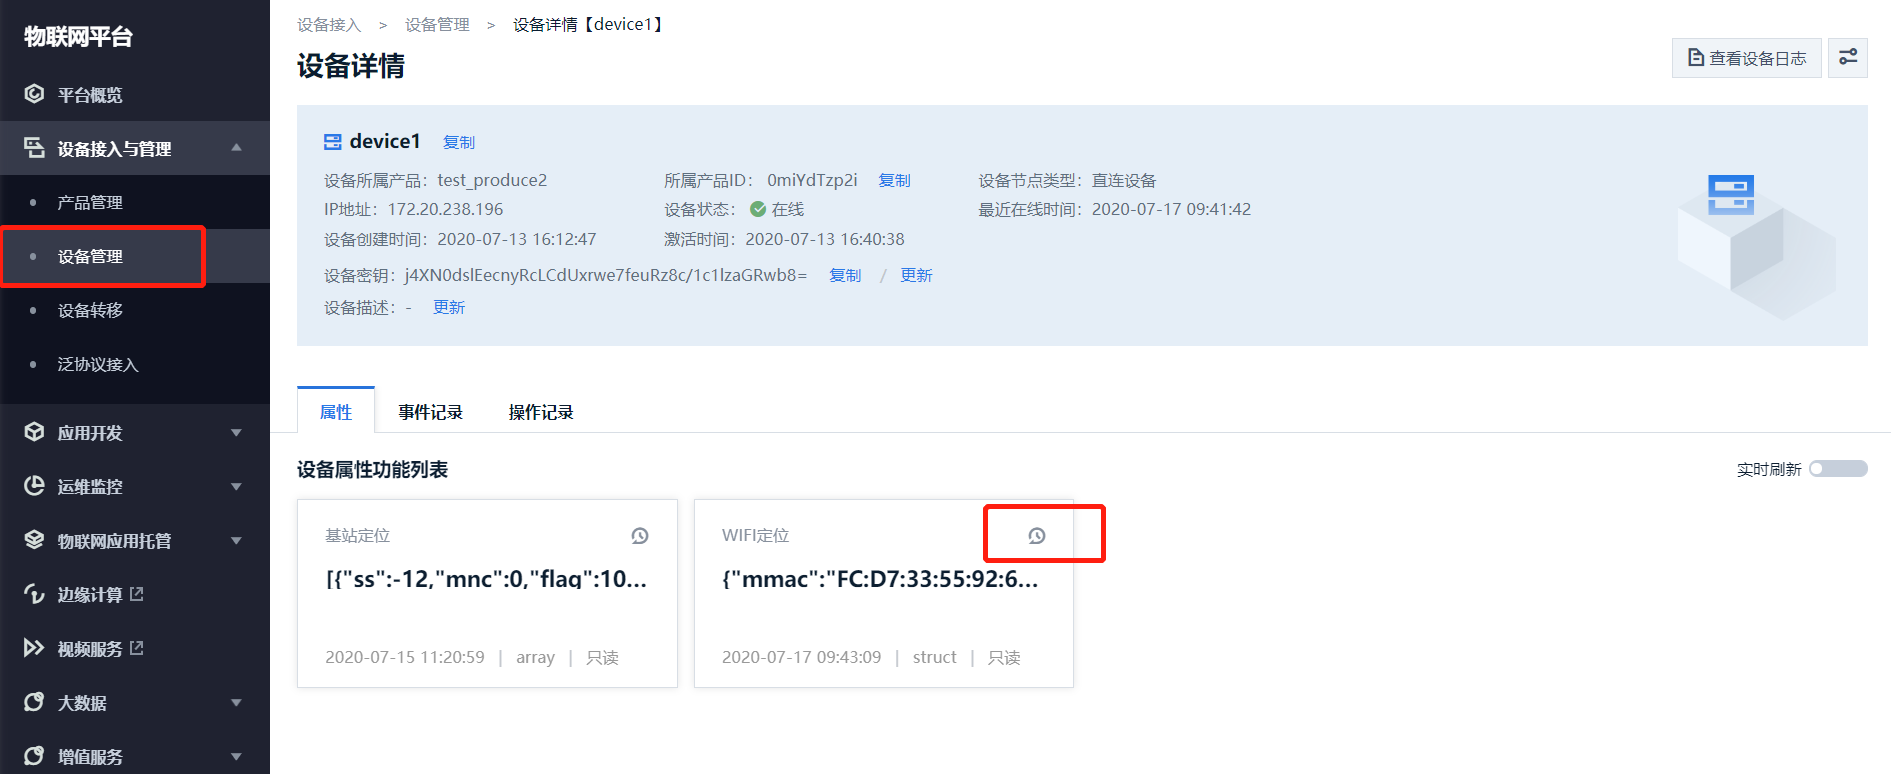 物联网平台
平台概览
设备接入与管理
产品管理
设备管理
设备转移
泛协议接入
应用开发
运维监控
物联网应用托管
边缘计算
视频服务
大数据
增值服务
设备接入 > 设备管理 > 设备详情【device1】
设备详情
查看设备日志
device1 复制
设备所属产品：test_produce2 所属产品ID：0miYdTzp2i 复制 设备节点类型：直连设备
IP地址：172.20.238.196 设备状态：在线 最近在线时间：2020-07-17 09:41:42
设备创建时间：2020-07-13 16:12:47 激活时间：2020-07-13 16:40:38
设备密钥：j4XN0dslEecnyRcLCdUxrwe7feuRz8c/1c1lzaGRwb8= 复制 / 更新
设备描述：- 更新
属性 事件记录 操作记录
设备属性功能列表 实时刷新
基站定位
[{"ss":-12,"mnc":0,"flag":10...
2020-07-15 11:20:59 | array | 只读
WIFI定位
{"mmac":"FC:D7:33:55:92:6...
2020-07-17 09:43:09 | struct | 只读